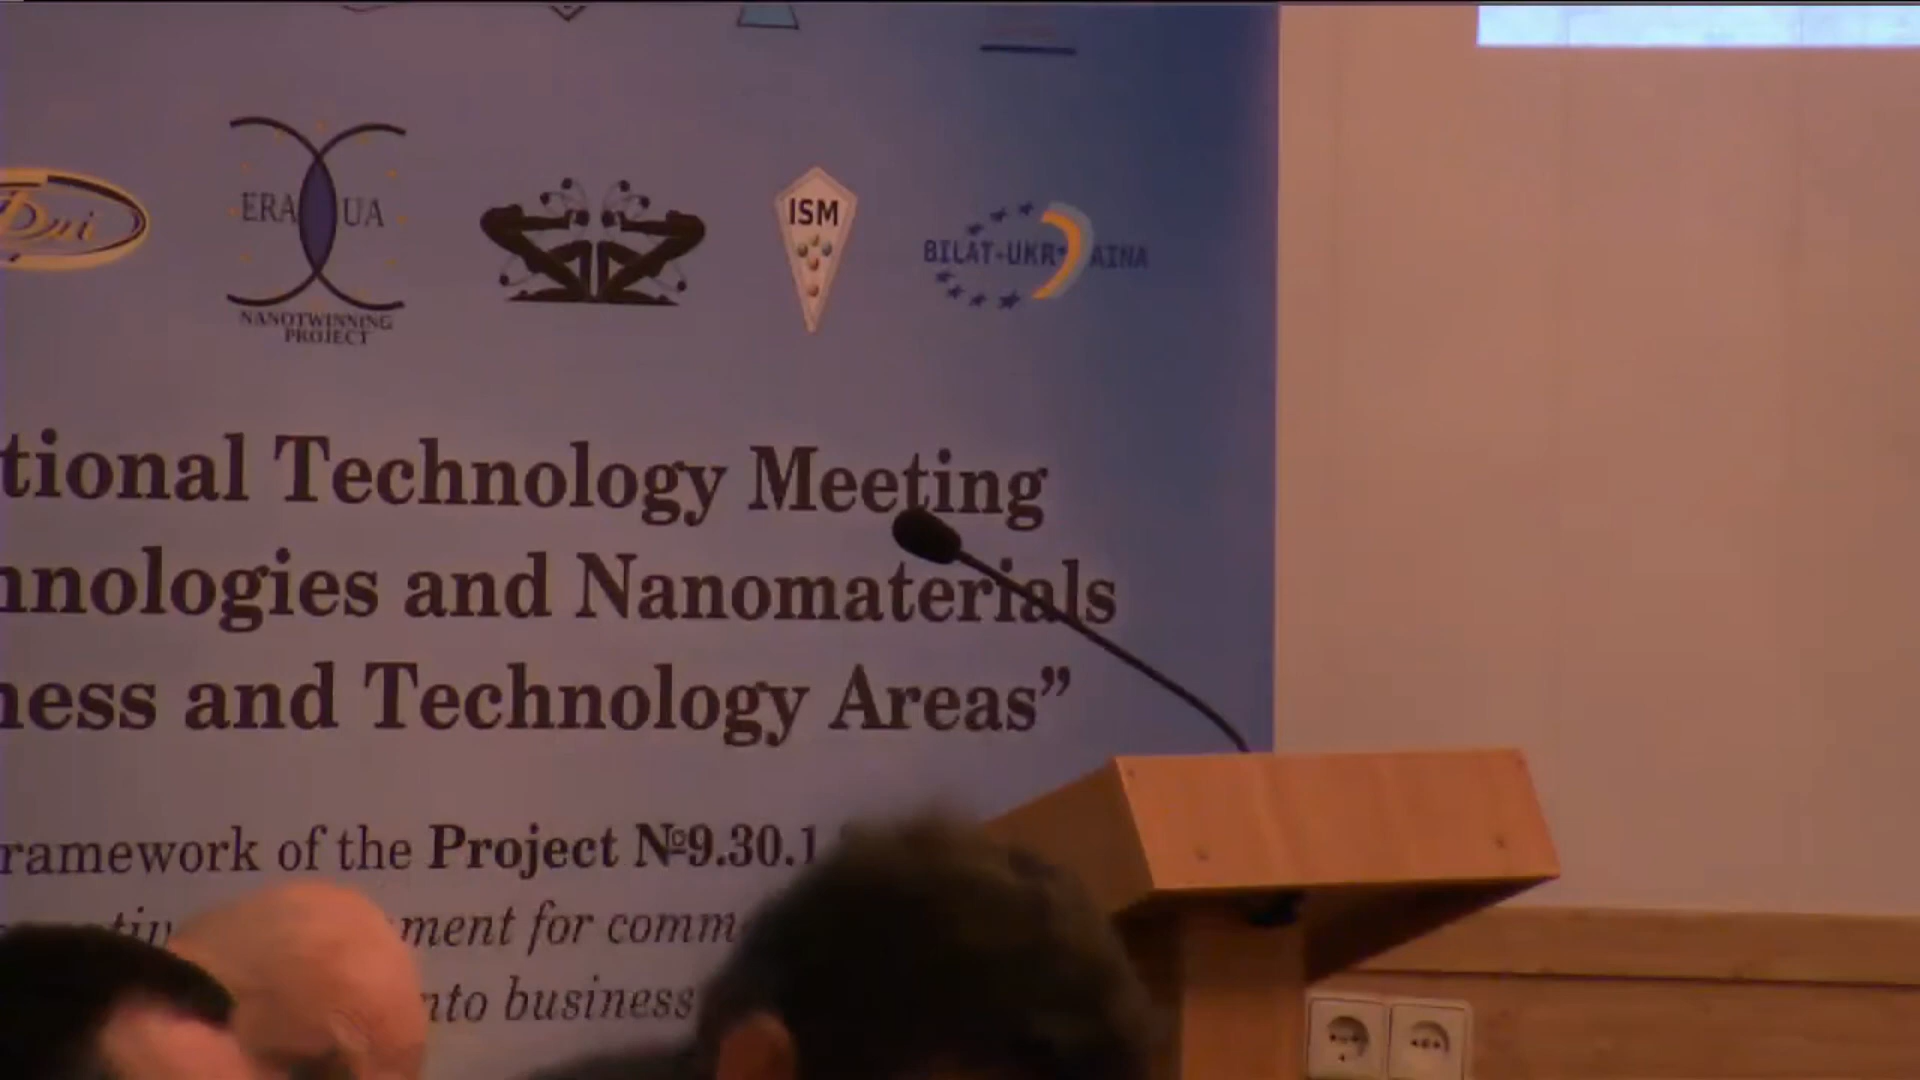 ERA UA
NANOTWINNING
PROJECT
ISM
BILAT-UKR AINA
tional Technology Meeting
nnologies and Nanomaterials
ness and Technology Areas”
ramework of the Project №9.30.1
ment for comm
nto business